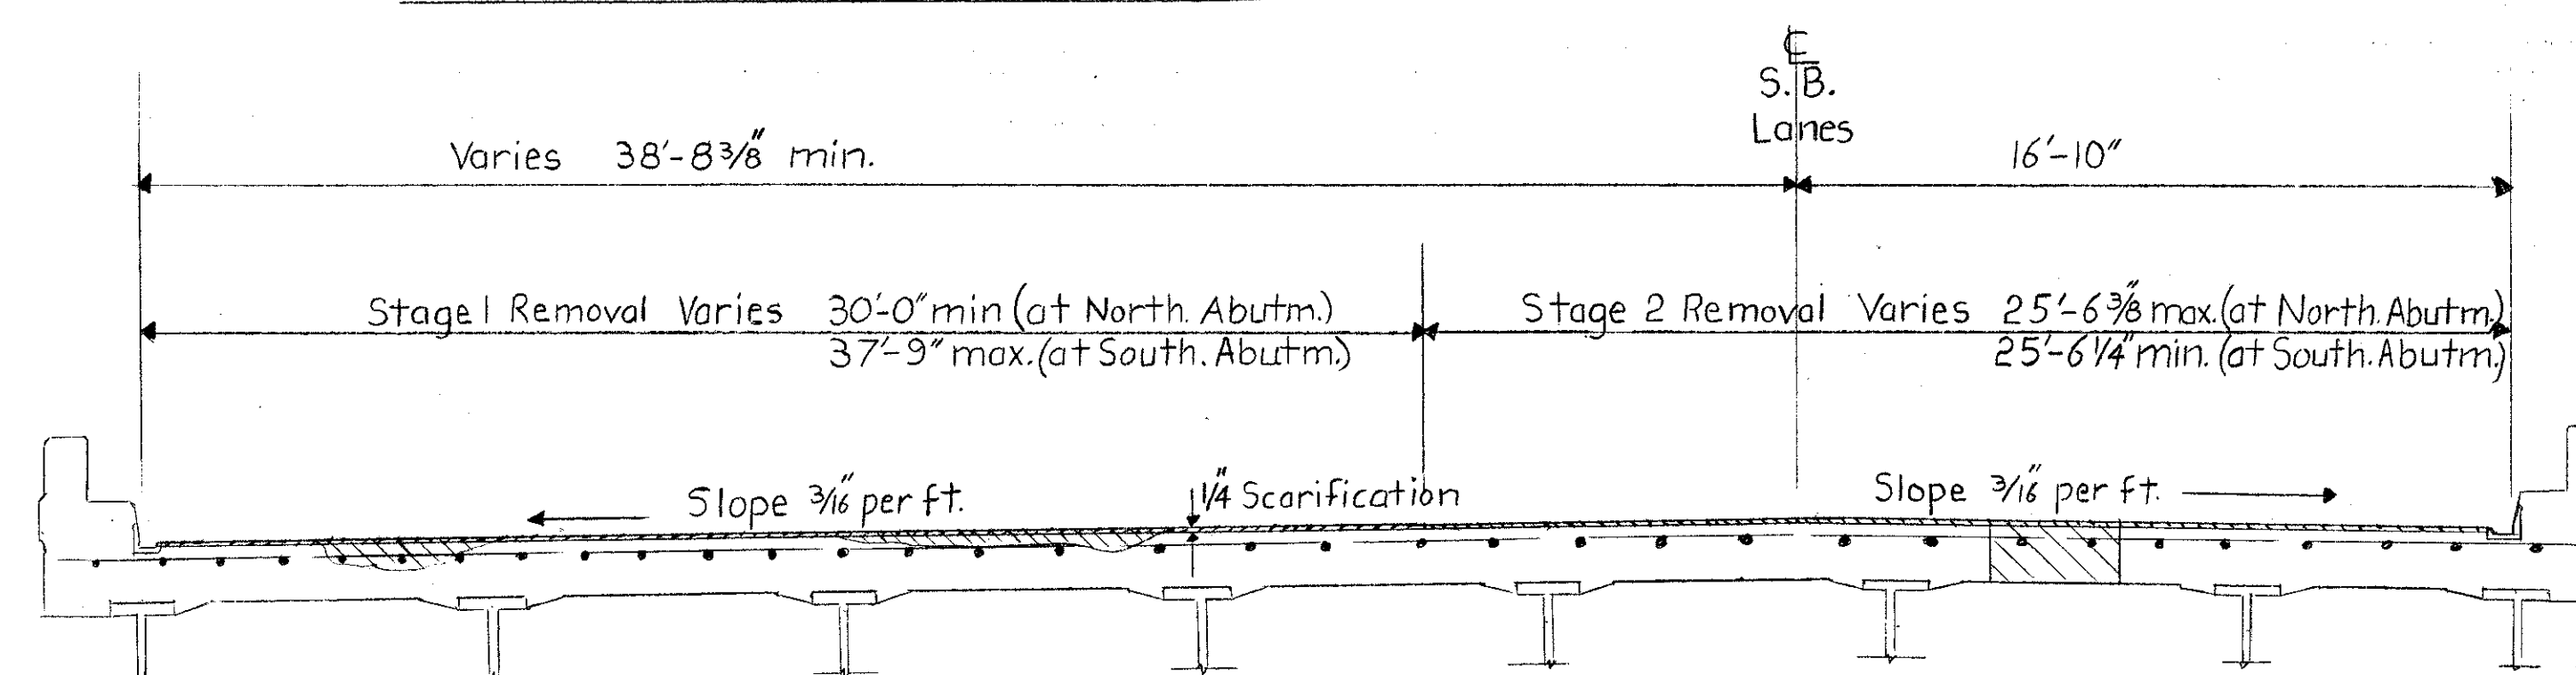 ℄
S.B.
Lanes
Varies 38'-8 3/8" min.
16'-10"
Stage 1 Removal Varies 30'-0" min (at North. Abutm.)
37'-9" max. (at South. Abutm.)
Stage 2 Removal Varies 25'-6 3/8" max. (at North. Abutm.)
25'-6 1/4" min. (at South. Abutm.)
Slope 3/16" per ft.
1/4" Scarification
Slope 3/16" per ft.